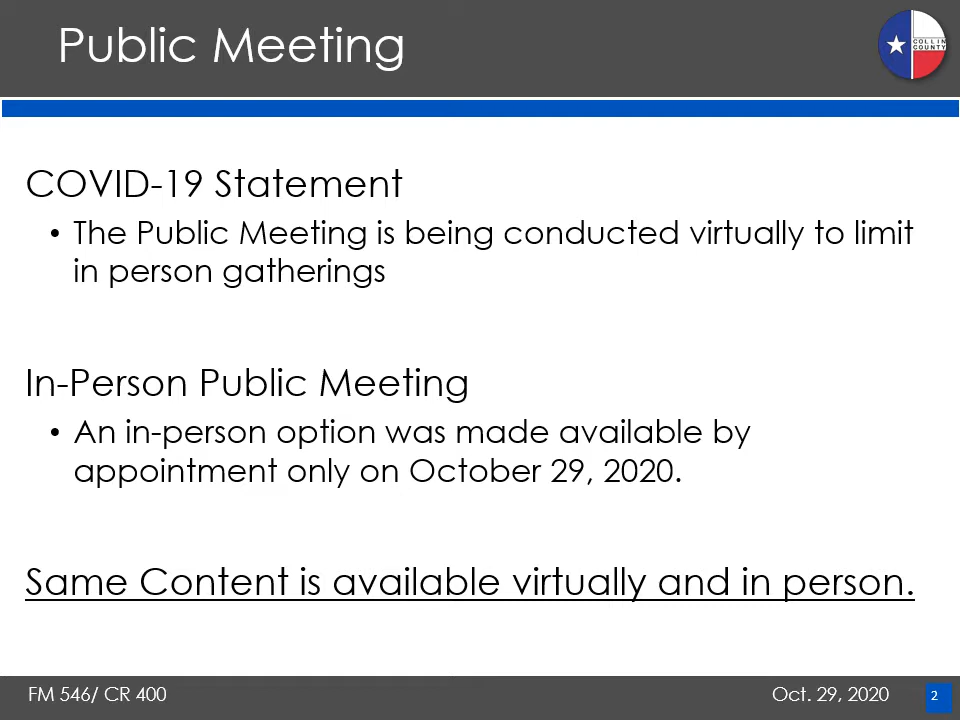 Public Meeting
COLLIN
COUNTY
COVID-19 Statement
• The Public Meeting is being conducted virtually to limit
in person gatherings
In-Person Public Meeting
• An in-person option was made available by
appointment only on October 29, 2020.
Same Content is available virtually and in person.
FM 546/ CR 400
Oct. 29, 2020
2